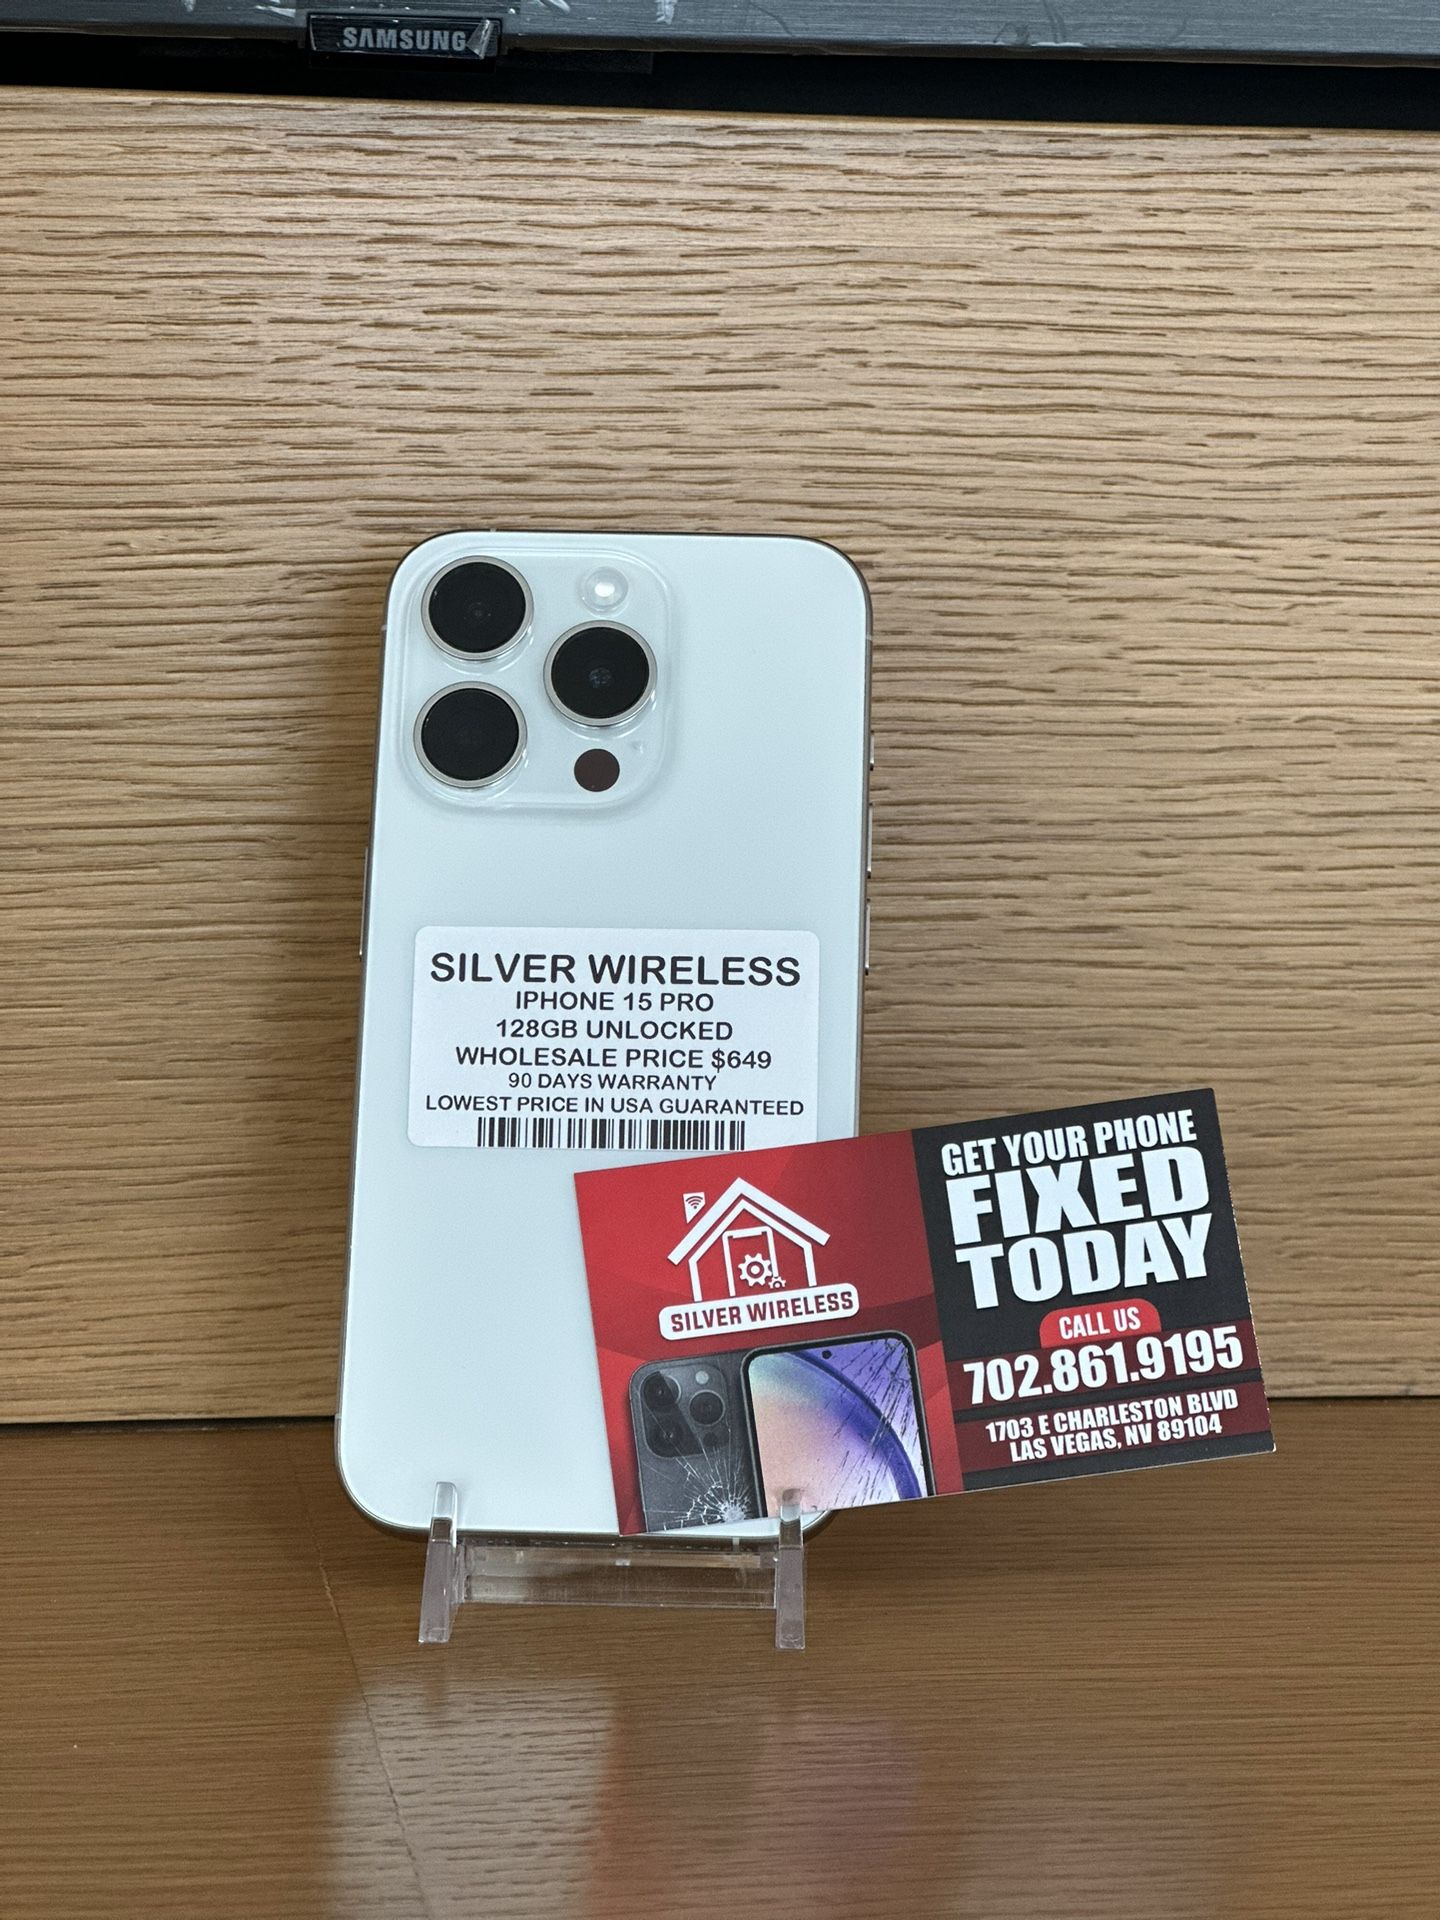 SAMSUNG
SILVER WIRELESS
IPHONE 15 PRO
128GB UNLOCKED
WHOLESALE PRICE $649
90 DAYS WARRANTY
LOWEST PRICE IN USA GUARANTEED
SILVER WIRELESS
GET YOUR PHONE
FIXED
TODAY
CALL US
702.861.9195
1703 E CHARLESTON BLVD
LAS VEGAS, NV 89104